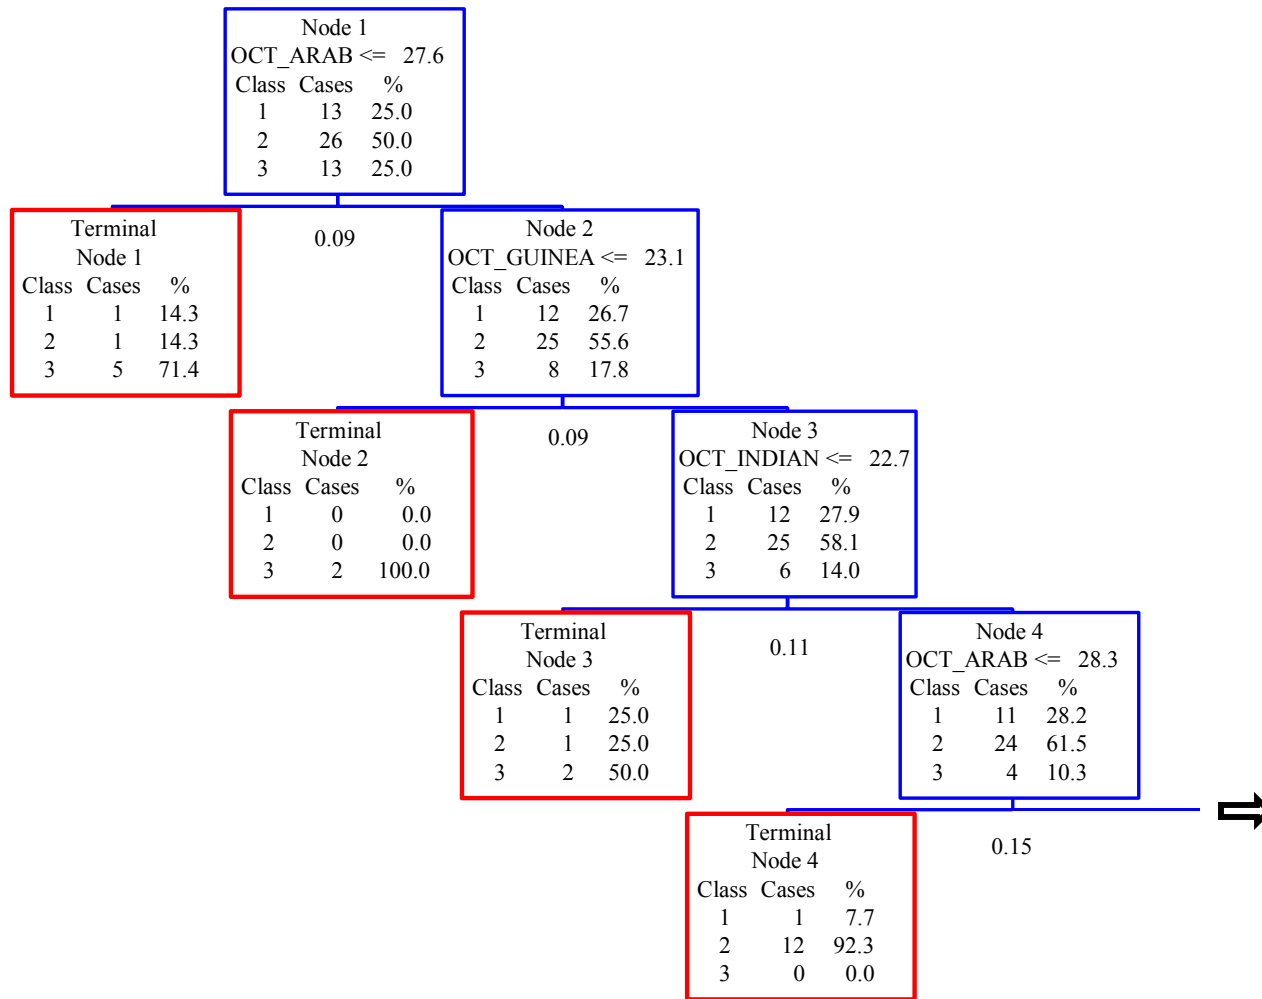 Node 1
OCT_ARAB <= 27.6
Class Cases %
1 13 25.0
2 26 50.0
3 13 25.0
0.09
Terminal
Node 1
Class Cases %
1 1 14.3
2 1 14.3
3 5 71.4
Node 2
OCT_GUINEA <= 23.1
Class Cases %
1 12 26.7
2 25 55.6
3 8 17.8
0.09
Terminal
Node 2
Class Cases %
1 0 0.0
2 0 0.0
3 2 100.0
Node 3
OCT_INDIAN <= 22.7
Class Cases %
1 12 27.9
2 25 58.1
3 6 14.0
0.11
Terminal
Node 3
Class Cases %
1 1 25.0
2 1 25.0
3 2 50.0
Node 4
OCT_ARAB <= 28.3
Class Cases %
1 11 28.2
2 24 61.5
3 4 10.3
0.15
Terminal
Node 4
Class Cases %
1 1 7.7
2 12 92.3
3 0 0.0